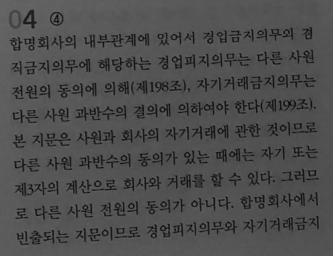 04 ④
합명회사의 내부관계에 있어서 경업금지의무와 겸
직금지의무에 해당하는 경업피지의무는 다른 사원
전원의 동의에 의해(제198조), 자기거래금지의무는
다른 사원 과반수의 결의에 의하여야 한다(제199조).
본 지문은 사원과 회사의 자기거래에 관한 것이므로
다른 사원 과반수의 동의가 있는 때에는 자기 또는
제3자의 계산으로 회사와 거래를 할 수 있다. 그러므
로 다른 사원 전원의 동의가 아니다. 합명회사에서
빈출되는 지문이므로 경업피지의무와 자기거래금지